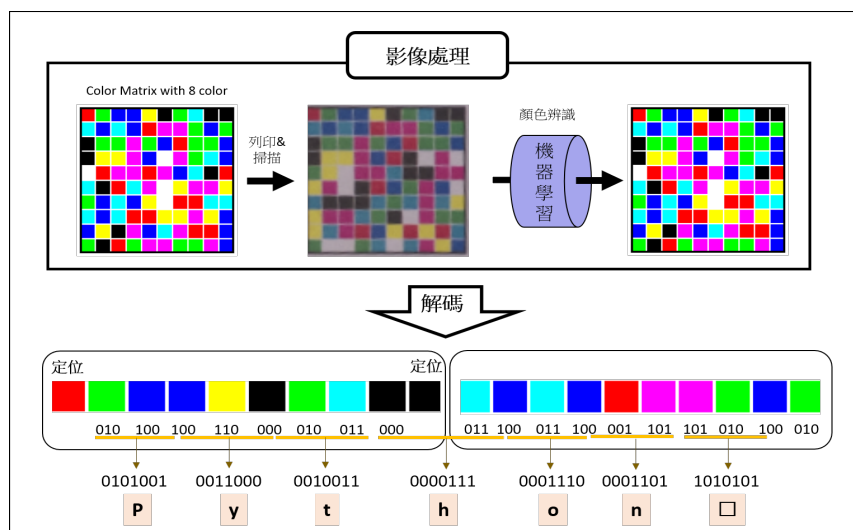 影像處理
Color Matrix with 8 color
列印&
掃描
顏色辨識
機器學習
解碼
定位 定位
010 100 100 110 000 010 011 000
011 100 011 100 001 101 101 010 100 010
0101001 0011000 0010011 0000111 0001110 0001101 1010101
P y t h o n □